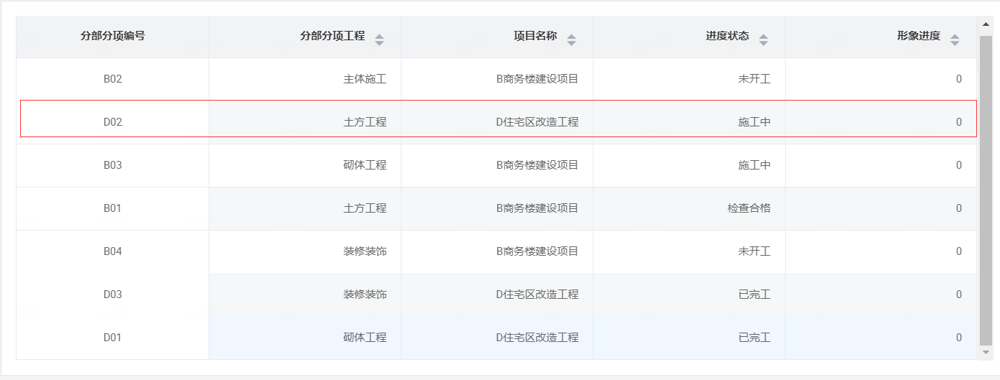 分部分项编号 分部分项工程 项目名称 进度状态 形象进度
B02 主体施工 B商务楼建设项目 未开工 0
D02 土方工程 D住宅区改造工程 施工中 0
B03 砌体工程 B商务楼建设项目 施工中 0
B01 土方工程 B商务楼建设项目 检查合格 0
B04 装修装饰 B商务楼建设项目 未开工 0
D03 装修装饰 D住宅区改造工程 已完工 0
D01 砌体工程 D住宅区改造工程 已完工 0